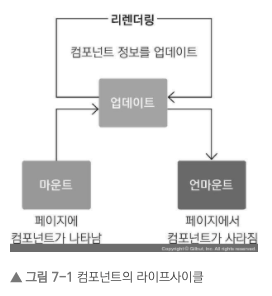 리렌더링
컴포넌트 정보를 업데이트
업데이트
마운트
언마운트
페이지에
컴포넌트가 나타남
페이지에서
컴포넌트가 사라짐
Copyright © Gilbut, Inc. All rights reserved
▲ 그림 7-1 컴포넌트의 라이프사이클